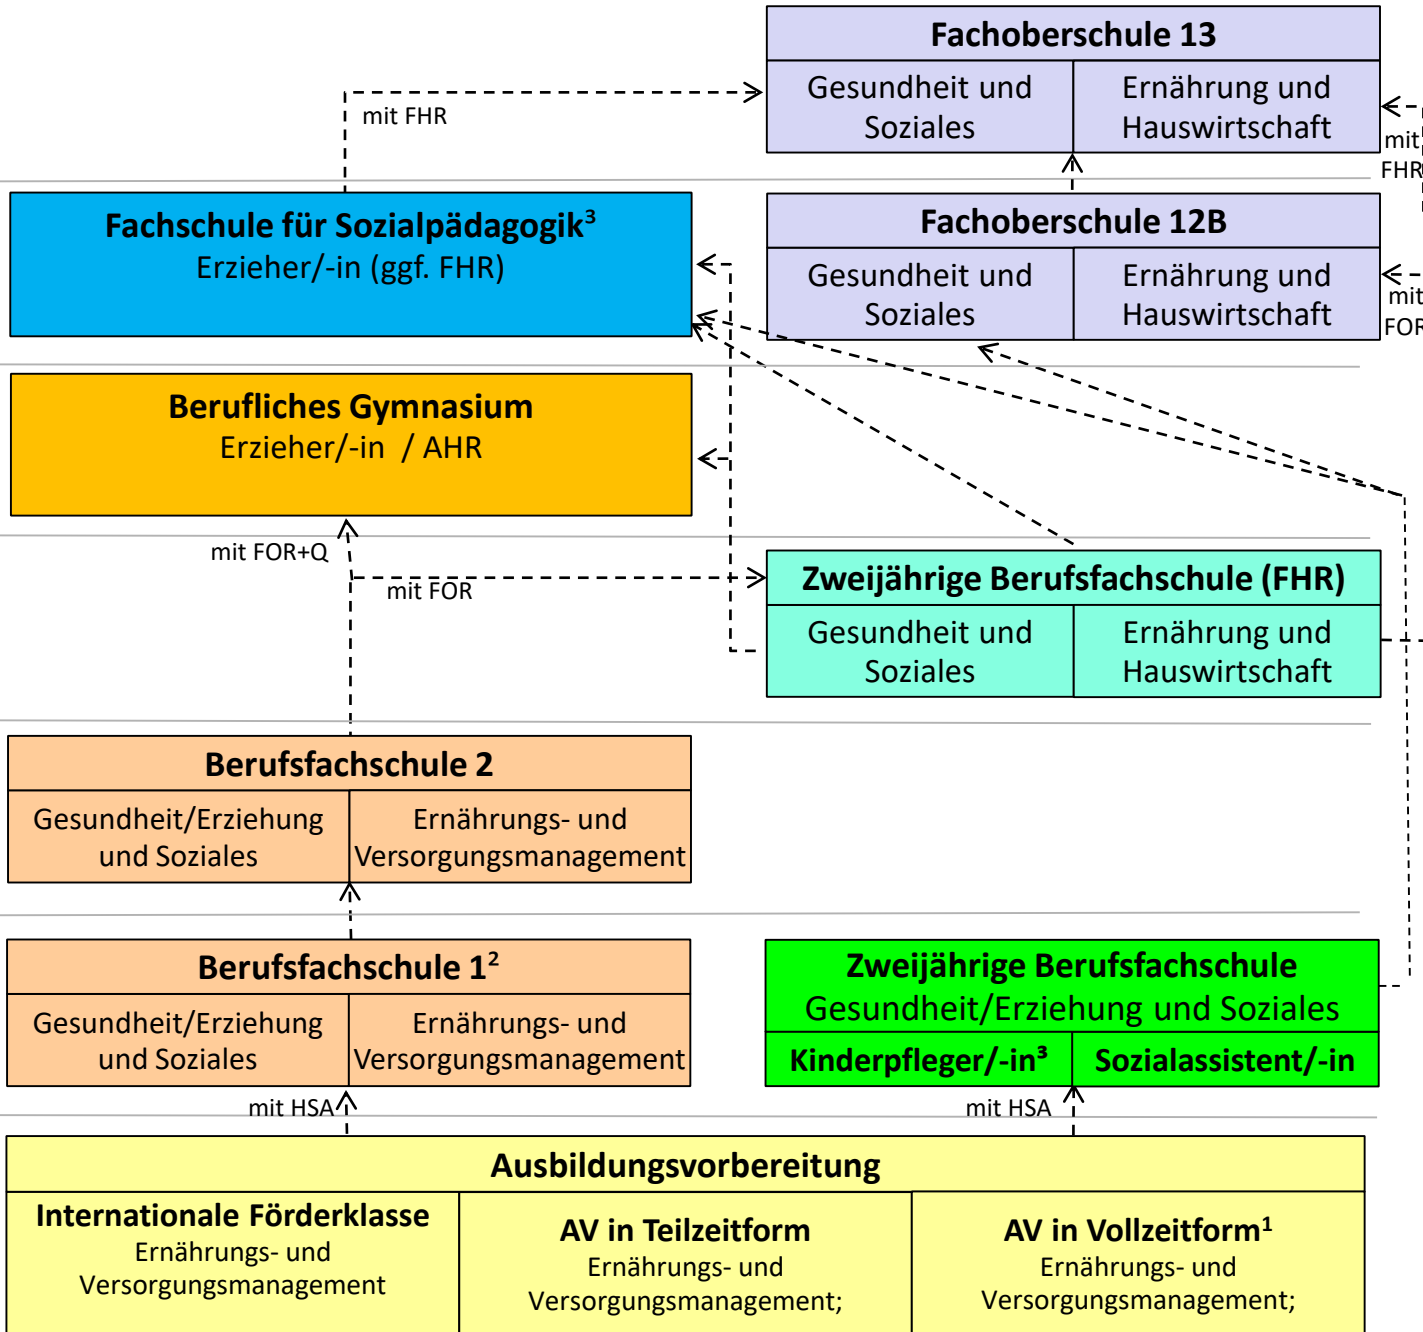 Fachoberschule 13
Gesundheit und
Soziales
Ernährung und
Hauswirtschaft
mit FHR
mit
FHR
Fachschule für Sozialpädagogik³
Erzieher/-in (ggf. FHR)
Fachoberschule 12B
Gesundheit und
Soziales
Ernährung und
Hauswirtschaft
mit
FOR
Berufliches Gymnasium
Erzieher/-in / AHR
mit FOR+Q
mit FOR
Zweijährige Berufsfachschule (FHR)
Gesundheit und
Soziales
Ernährung und
Hauswirtschaft
Berufsfachschule 2
Gesundheit/Erziehung
und Soziales
Ernährungs- und
Versorgungsmanagement
Berufsfachschule 1²
Gesundheit/Erziehung
und Soziales
Ernährungs- und
Versorgungsmanagement
Zweijährige Berufsfachschule
Gesundheit/Erziehung und Soziales
Kinderpfleger/-in³
Sozialassistent/-in
mit HSA
mit HSA
Ausbildungsvorbereitung
Internationale Förderklasse
Ernährungs- und
Versorgungsmanagement
AV in Teilzeitform
Ernährungs- und
Versorgungsmanagement;
AV in Vollzeitform¹
Ernährungs- und
Versorgungsmanagement;